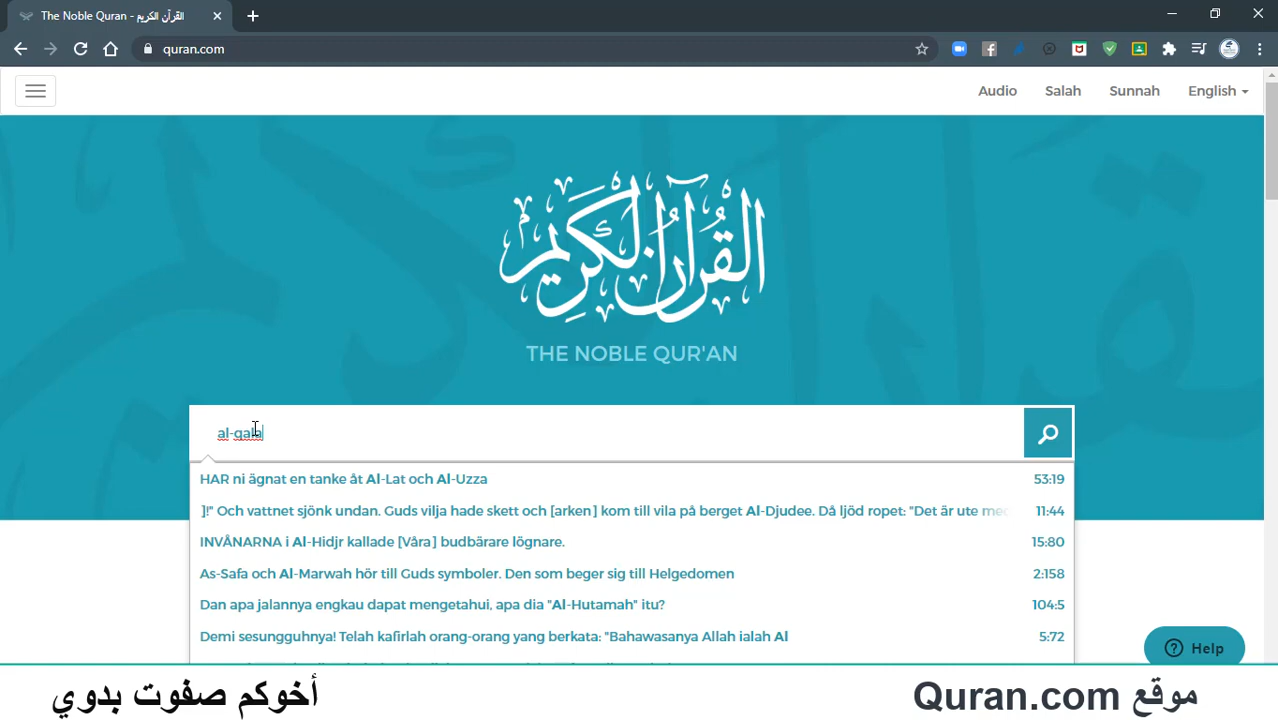 The Noble Quran - القرآن الكريم
quran.com
Audio Salah Sunnah English
القرآن الكريم
THE NOBLE QUR'AN
al-qala
HAR ni ägnat en tanke åt Al-Lat och Al-Uzza 53:19
]!" Och vattnet sjönk undan. Guds vilja hade skett och [arken] kom till vila på berget Al-Djudee. Då ljöd ropet: "Det är ute me 11:44
INVÅNARNA i Al-Hidjr kallade [Våra] budbärare lögnare. 15:80
As-Safa och Al-Marwah hör till Guds symboler. Den som beger sig till Helgedomen 2:158
Dan apa jalannya engkau dapat mengetahui, apa dia "Al-Hutamah" itu? 104:5
Demi sesungguhnya! Telah kafirlah orang-orang yang berkata: "Bahawasanya Allah ialah Al 5:72
Help
موقع Quran.com
أخوكم صفوت بدوي